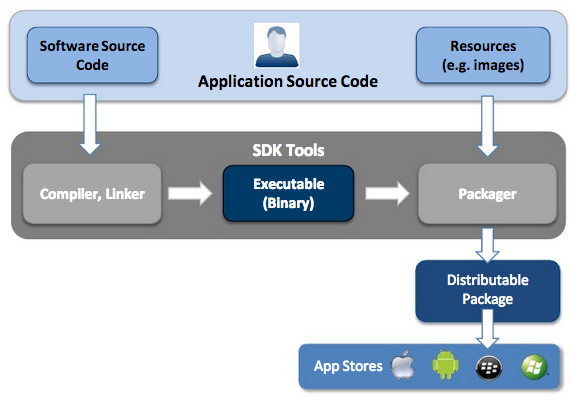 Software Source
Code
Resources
(e.g. images)
Application Source Code
SDK Tools
Compiler, Linker
Executable
(Binary)
Packager
Distributable
Package
App Stores